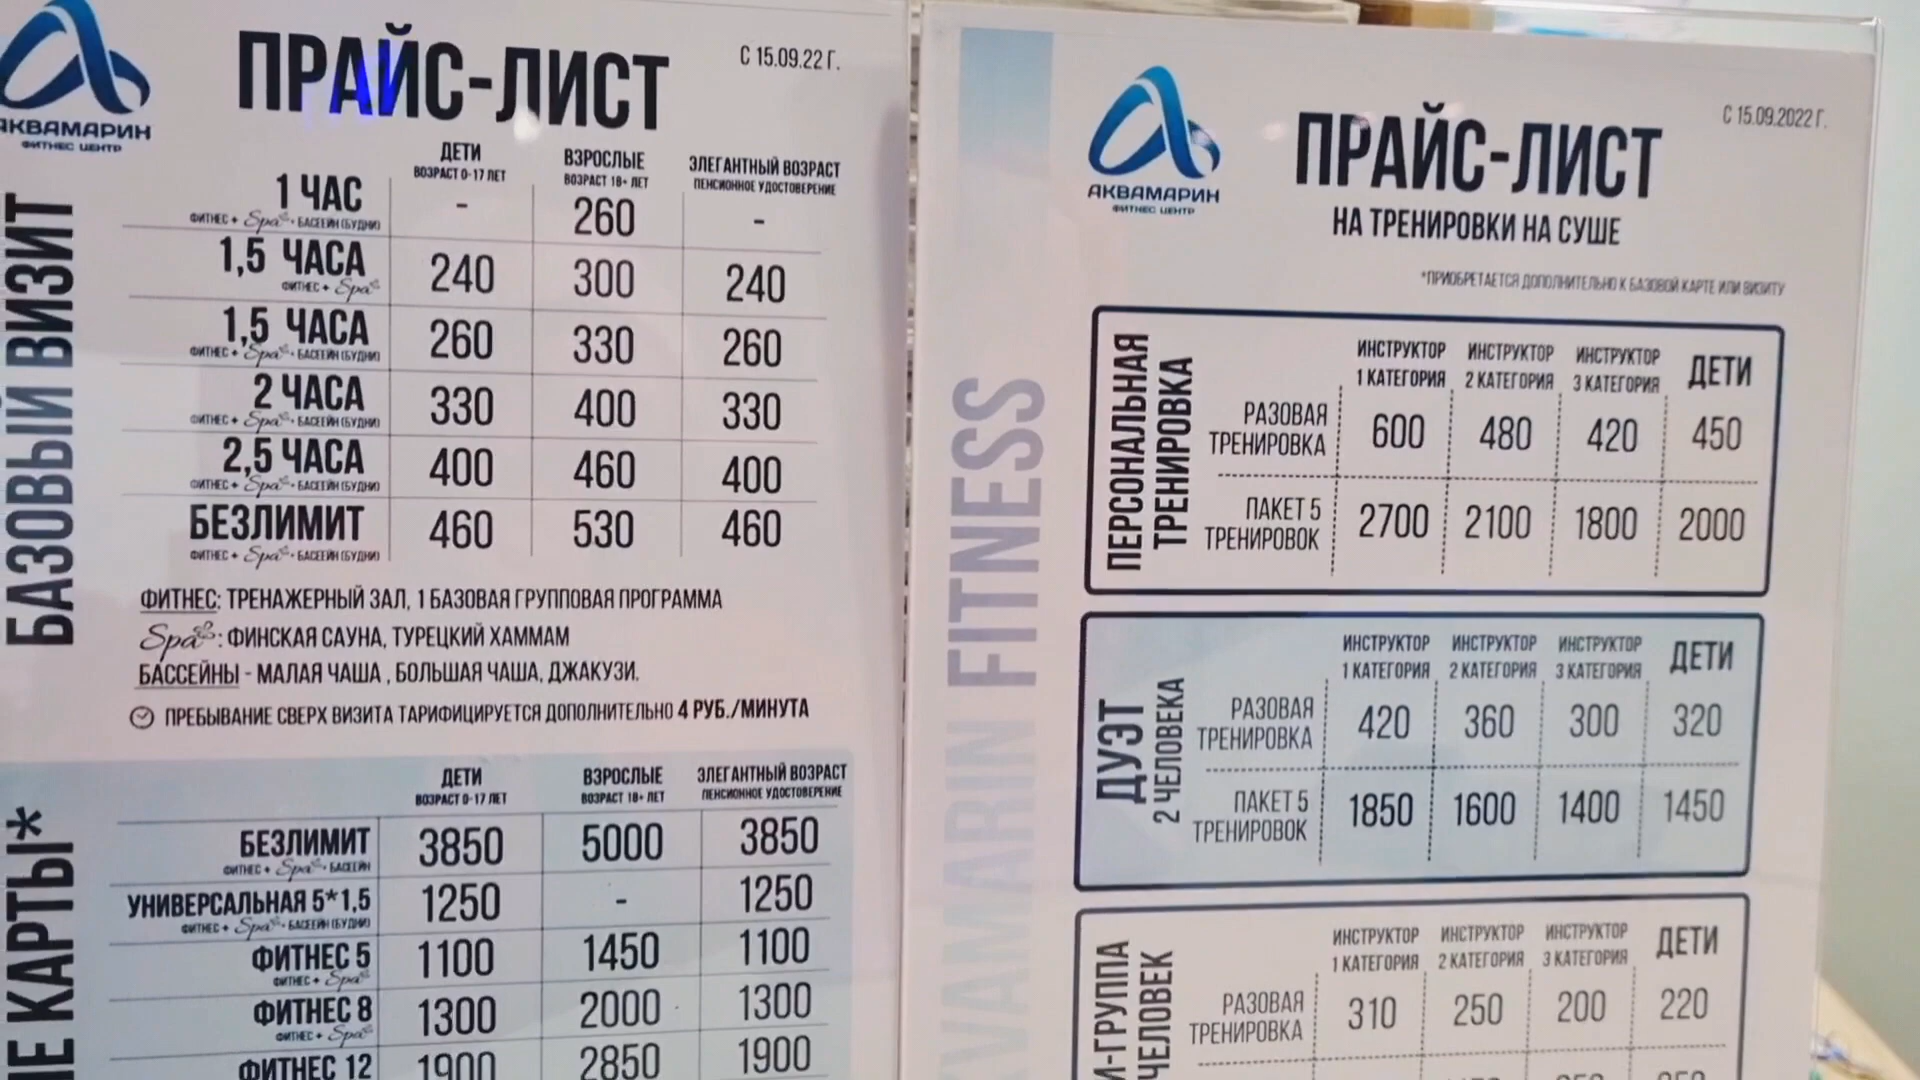 АКВАМАРИН
ФИТНЕС ЦЕНТР
ПРАЙС-ЛИСТ
С 15.09.22 Г.
БАЗОВЫЙ ВИЗИТ
ДЕТИ ВЗРОСЛЫЕ ЭЛЕГАНТНЫЙ ВОЗРАСТ
ВОЗРАСТ 0-17 ЛЕТ ВОЗРАСТ 18+ ЛЕТ ПЕНСИОННОЕ УДОСТОВЕРЕНИЕ
1 ЧАС - 260 -
ФИТНЕС + Spa + БАСЕЙН (БУДНИ)
1,5 ЧАСА 240 300 240
ФИТНЕС + Spa
1,5 ЧАСА 260 330 260
ФИТНЕС + Spa + БАСЕЙН (БУДНИ)
2 ЧАСА 330 400 330
ФИТНЕС + Spa + БАСЕЙН (БУДНИ)
2,5 ЧАСА 400 460 400
ФИТНЕС + Spa + БАСЕЙН (БУДНИ)
БЕЗЛИМИТ 460 530 460
ФИТНЕС + Spa + БАСЕЙН (БУДНИ)
ФИТНЕС: ТРЕНАЖЕРНЫЙ ЗАЛ, 1 БАЗОВАЯ ГРУППОВАЯ ПРОГРАММА
Spa : ФИНСКАЯ САУНА, ТУРЕЦКИЙ ХАММАМ
БАССЕЙНЫ - МАЛАЯ ЧАША , БОЛЬШАЯ ЧАША, ДЖАКУЗИ.
ПРЕБЫВАНИЕ СВЕРХ ВИЗИТА ТАРИФИЦИРУЕТСЯ ДОПОЛНИТЕЛЬНО 4 РУБ./МИНУТА
КАРТЫ*
ДЕТИ ВЗРОСЛЫЕ ЭЛЕГАНТНЫЙ ВОЗРАСТ
ВОЗРАСТ 0-17 ЛЕТ ВОЗРАСТ 18+ ЛЕТ ПЕНСИОННОЕ УДОСТОВЕРЕНИЕ
БЕЗЛИМИТ 3850 5000 3850
ФИТНЕС + Spa + БАСЕЙН
УНИВЕРСАЛЬНАЯ 5*1,5 1250 - 1250
ФИТНЕС + Spa + БАСЕЙН (БУДНИ)
ФИТНЕС 5 1100 1450 1100
ФИТНЕС + Spa
ФИТНЕС 8 1300 2000 1300
ФИТНЕС + Spa
ФИТНЕС 12 1900 2850 1900
АКВАМАРИН
ФИТНЕС ЦЕНТР
ПРАЙС-ЛИСТ
С 15.09.2022 Г.
НА ТРЕНИРОВКИ НА СУШЕ
*ПРИОБРЕТАЕТСЯ ДОПОЛНИТЕЛЬНО К БАЗОВОЙ КАРТЕ ИЛИ ВИЗИТУ
AKVAMARIN FITNESS
ПЕРСОНАЛЬНАЯ
ТРЕНИРОВКА
ИНСТРУКТОР ИНСТРУКТОР ИНСТРУКТОР ДЕТИ
1 КАТЕГОРИЯ 2 КАТЕГОРИЯ 3 КАТЕГОРИЯ
РАЗОВАЯ
ТРЕНИРОВКА 600 480 420 450
ПАКЕТ 5
ТРЕНИРОВОК 2700 2100 1800 2000
ДУЭТ
2 ЧЕЛОВЕКА
ИНСТРУКТОР ИНСТРУКТОР ИНСТРУКТОР ДЕТИ
1 КАТЕГОРИЯ 2 КАТЕГОРИЯ 3 КАТЕГОРИЯ
РАЗОВАЯ
ТРЕНИРОВКА 420 360 300 320
ПАКЕТ 5
ТРЕНИРОВОК 1850 1600 1400 1450
И-ГРУППА
ЧЕЛОВЕК
ИНСТРУКТОР ИНСТРУКТОР ИНСТРУКТОР ДЕТИ
1 КАТЕГОРИЯ 2 КАТЕГОРИЯ 3 КАТЕГОРИЯ
РАЗОВАЯ
ТРЕНИРОВКА 310 250 200 220